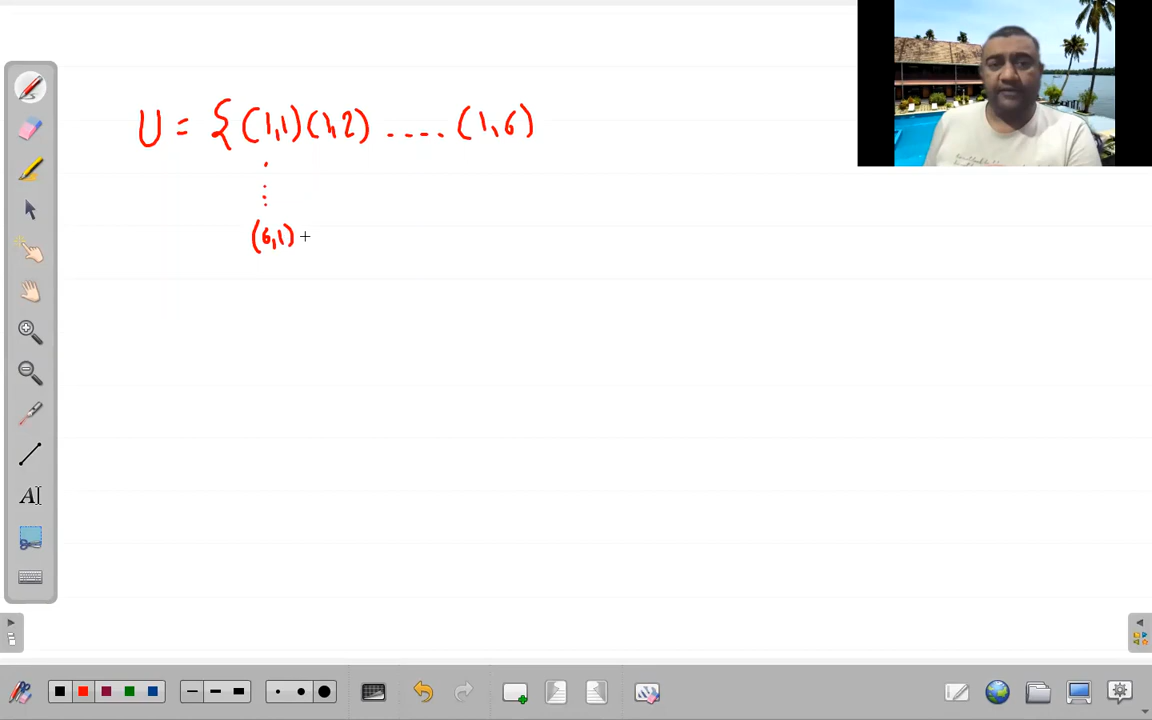 U = { (1,1) (1,2) .... (1,6)
⋮
(6,1)